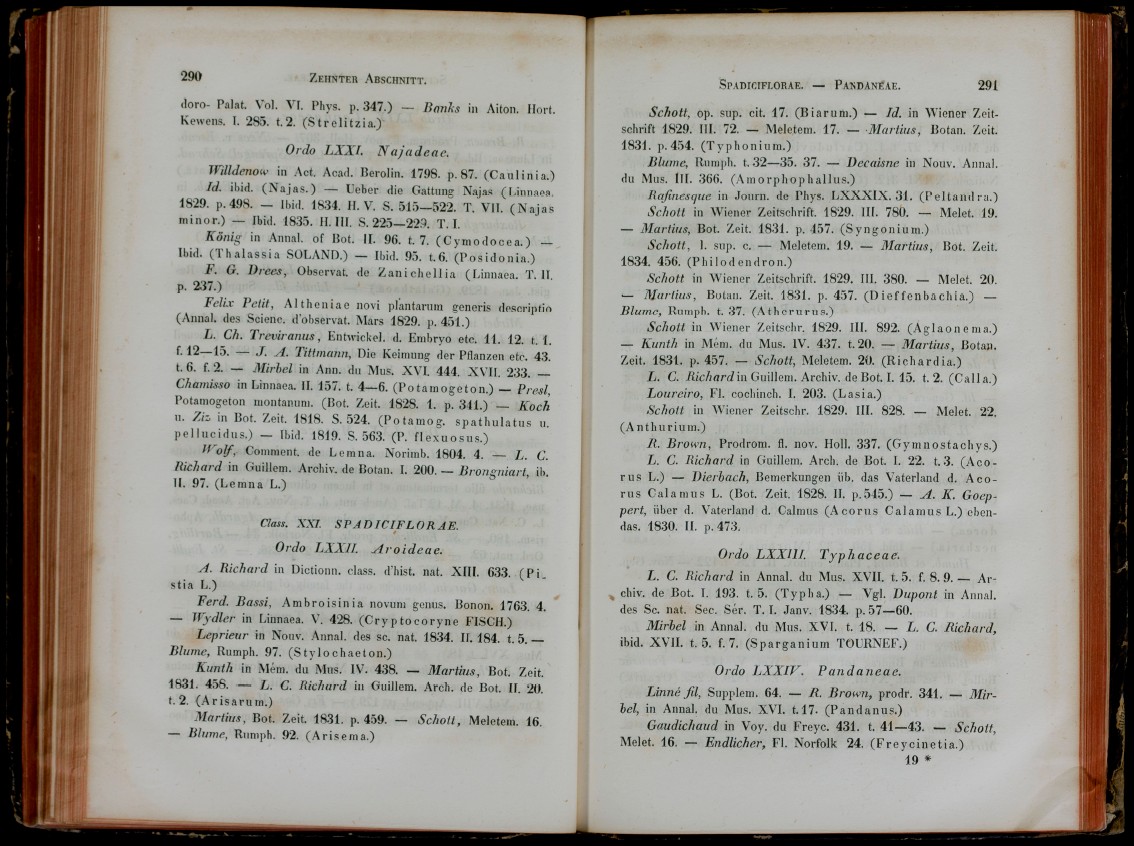 290
ZEHNTER ABSCHNITT.
doro- Palat. Vol. VI. Phys. p. 347.) — Banks in Aiton. Hort.
Kewens. I. 285. t. 2. (Strelitzia.)
Ordo LXXI. Najadeae.
Willdenow in Act. Acad. Berolin. 1798. p. 87. (Caulinia.)
Id. ibid. (Najas.) — Ueber die Gattung Najas (Linnaea.
1829. p. 498. — Ibid. 1834. H. V. S. 515—522. T. VII. (Najas
minor.) — Ibid. 1835. H. III. S. 225—229. T. I.
König in Annal. of Bot. II. 96. t. 7. (Cymodocea.) —
Ibid. (Thalassia SOLAND.) — Ibid. 95. t. 6. (Posidonia.)
F. G. Drees, Observat. de Zanichellia (Linnaea. T. II.
p. 237.)
Felix Petit, Altheniae novi plantarum generis descriptio
(Annal. des Scienc. d'observat. Mars 1829. p. 451.)
L. Ch. Treviranus, Entwickel. d. Embryo etc. 11. 12. t. 1.
f. 12—15. — J. A. Tittmann, Die Keimung der Pflanzen etc. 43.
t. 6. f. 2. — Mirbel in Ann. du Mus. XVI. 444. XVII. 233. —
Chamisso in Linnaea. II. 157. t. 4—6. (Potamogeton.) — Presl,
Potamogeton montanum. (Bot. Zeit. 1828. 1. p. 341.) — Koch
u. Ziz in Bot. Zeit. 1818. S. 524. (Potamog. spathulatus u.
pellucidus.) — Ibid. 1819. S. 563. (P. flexuosus.)
Wolf, Comment. de Lemna. Norimb. 1804. 4. — L. C.
Richard in Guillem. Archiv. de Botan. I. 200. — Brongniart, ib.
II. 97. (Lemna L.)
Class. XXI. SPADICIFLORAE.
Ordo LXXII. Aroideae.
A. Richard in Dictionn. class. d'hist. nat. XIII. 633. (Pi-
stia L.)
Ferd. Bassi, Ambroisinia novum genus. Bonon. 1763. 4.
— Wydler in Linnaea. V. 428. (Cryptocoryne FISCH.)
Leprieur in Nouv. Annal. des sc. nat. 1834. II. 184. t. 5. —
Blume, Rumph. 97. (Stylochaeton.)
Kunth in Mém. du Mus. IV. 438. — Martius, Bot. Zeit.
1831. 458. — L. C. Richard in Guillem. Arch. de Bot. II. 20.
t. 2. (Arisarum.)
Martius, Bot. Zeit. 1831. p. 459. — Schott, Meletem. 16.
— Blume, Rumph. 92. (Arisema.)
SPADICIFLORAE. — PANDANEAE.
291
Schott, op. sup. cit. 17. (Biarum.) — Id. in Wiener Zeit-
schrift 1829. III. 72. — Meletem. 17. — Martius, Botan. Zeit.
1831. p. 454. (Typhonium.)
Blume, Rumph. t. 32—35. 37. — Decaisne in Nouv. Annal.
du Mus. III. 366. (Amorphophallus.)
Rafinesque in Journ. de Phys. LXXXIX. 31. (Peltandra.)
Schott in Wiener Zeitschrift. 1829. III. 780. — Melet. 19.
— Martius, Bot. Zeit. 1831. p. 457. (Syngonium.)
Schott, l. sup. c. — Meletem. 19. — Martius, Bot. Zeit.
1834. 456. (Philodendron.)
Schott in Wiener Zeitschrift. 1829. III. 380. — Melet. 20.
— Martius, Botan. Zeit. 1831. p. 457. (Dieffenbachia.) —
Blume, Rumph. t. 37. (Atherurus.)
Schott in Wiener Zeitschr. 1829. III. 892. (Aglaonema.)
— Kunth in Mém. du Mus. IV. 437. t. 20. — Martius, Botan.
Zeit. 1831. p. 457. — Schott, Meletem. 20. (Richardia.)
L. C. Richard in Guillem. Archiv. de Bot. I. 15. t. 2. (Calla.)
Loureiro, Fl. cochinch. I. 203. (Lasia.)
Schott in Wiener Zeitschr. 1829. III. 828. — Melet. 22.
(Anthurium.)
R. Brown, Prodrom. fl. nov. Holl. 337. (Gymnostachys.)
L. C. Richard in Guillem. Arch. de Bot. I. 22. t. 3. (Aco-
rus L.) — Dierbach, Bemerkungen üb. das Vaterland d. Aco-
rus Calamus L. (Bot. Zeit. 1828. II. p. 545.) — A. K. Goep-
pert, über d. Vaterland d. Calmus (Acorus Calamus L.) eben-
das. 1830. II. p. 473.
Ordo LXXIII. Typhaceae.
L. C. Richard in Annal. du Mus. XVII. t. 5. f. 8. 9. — Ar-
chiv. de Bot. I. 193. t. 5. (Typha.) — Vgl. Dupont in Annal.
des Sc. nat. Sec. Sér. T. I. Janv. 1834. p. 57—60.
Mirbel in Annal. du Mus. XVI. t. 18. — L. C. Richard,
ibid. XVII. t. 5. f. 7. (Sparganium TOURNEF.)
Ordo LXXIV. Pandaneae.
Linné fil, Supplem. 64. — R. Brown, prodr. 341. — Mir-
bel, in Annal. du Mus. XVI. t. 17. (Pandanus.)
Gaudichaud in Voy. du Freyc. 431. t. 41—43. — Schott,
Melet. 16. — Endlicher, Fl. Norfolk 24. (Freycinetia.)
19 *